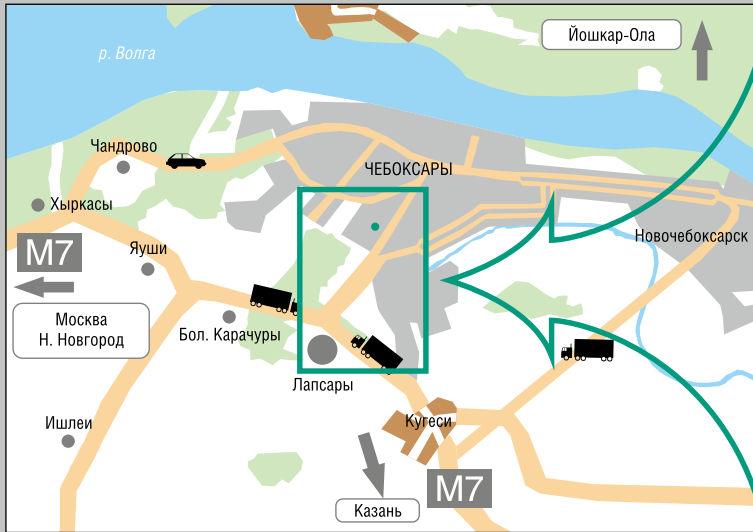 Йошкар-Ола
р. Волга
Чандрово
ЧЕБОКСАРЫ
Хыркасы
Новочебоксарск
M7
Яуши
Москва
Н. Новгород
Бол. Карачуры
Лапсары
Ишлеи
Кугеси
M7
Казань